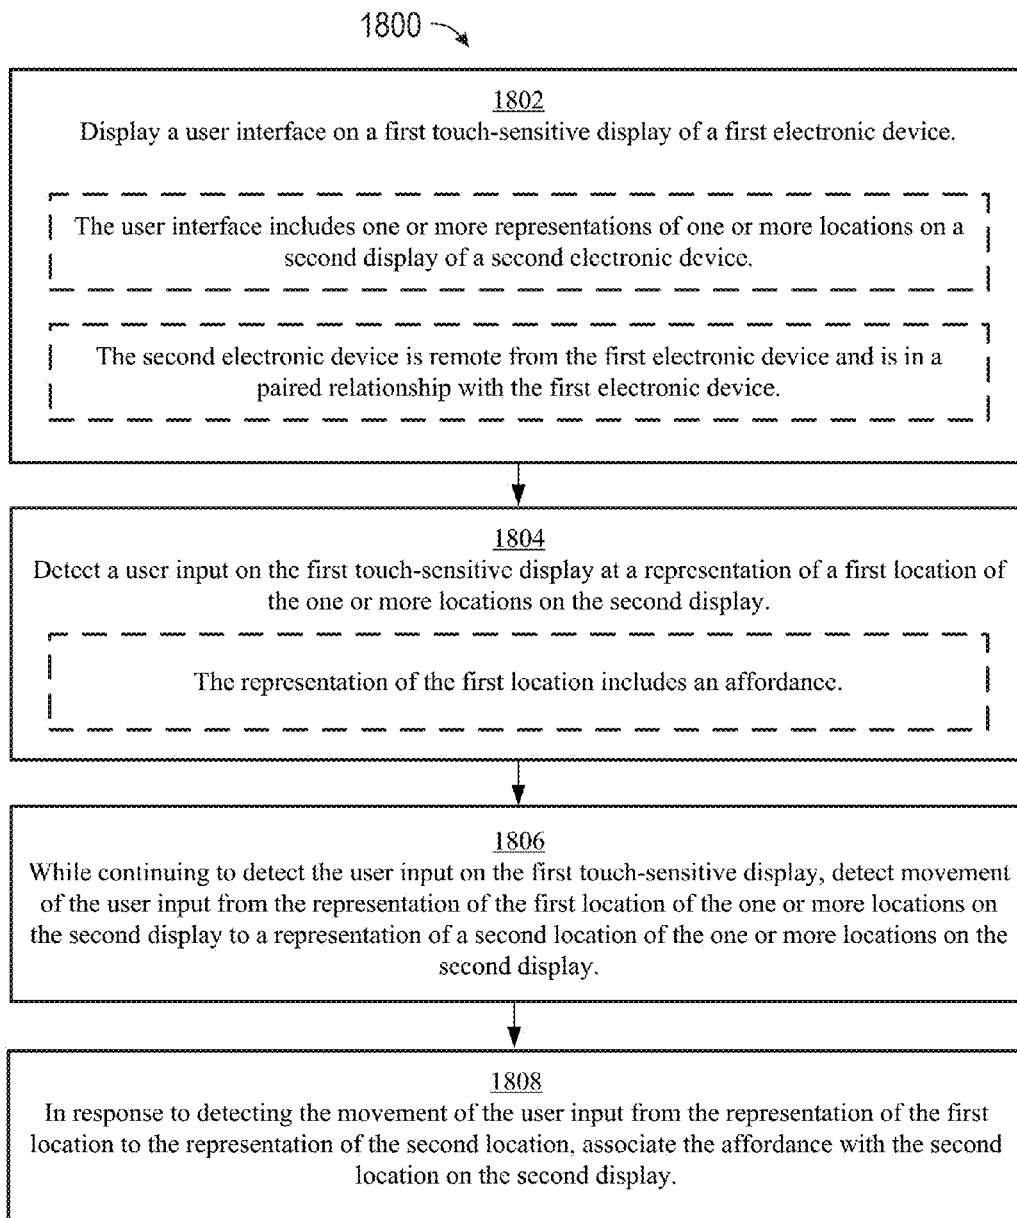 1800
1802
Display a user interface on a first touch-sensitive display of a first electronic device.
The user interface includes one or more representations of one or more locations on a
second display of a second electronic device.
The second electronic device is remote from the first electronic device and is in a
paired relationship with the first electronic device.
1804
Detect a user input on the first touch-sensitive display at a representation of a first location of
the one or more locations on the second display.
The representation of the first location includes an affordance.
1806
While continuing to detect the user input on the first touch-sensitive display, detect movement
of the user input from the representation of the first location of the one or more locations on
the second display to a representation of a second location of the one or more locations on the
second display.
1808
In response to detecting the movement of the user input from the representation of the first
location to the representation of the second location, associate the affordance with the second
location on the second display.